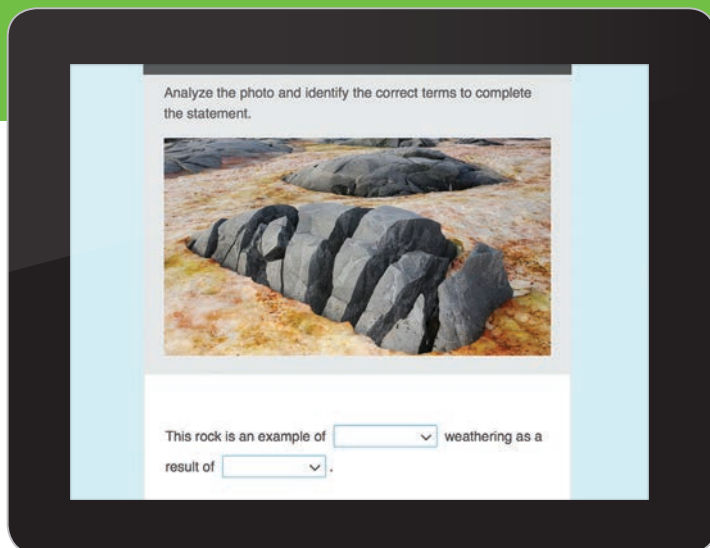 Analyze the photo and identify the correct terms to complete
the statement.
This rock is an example of weathering as a
result of .